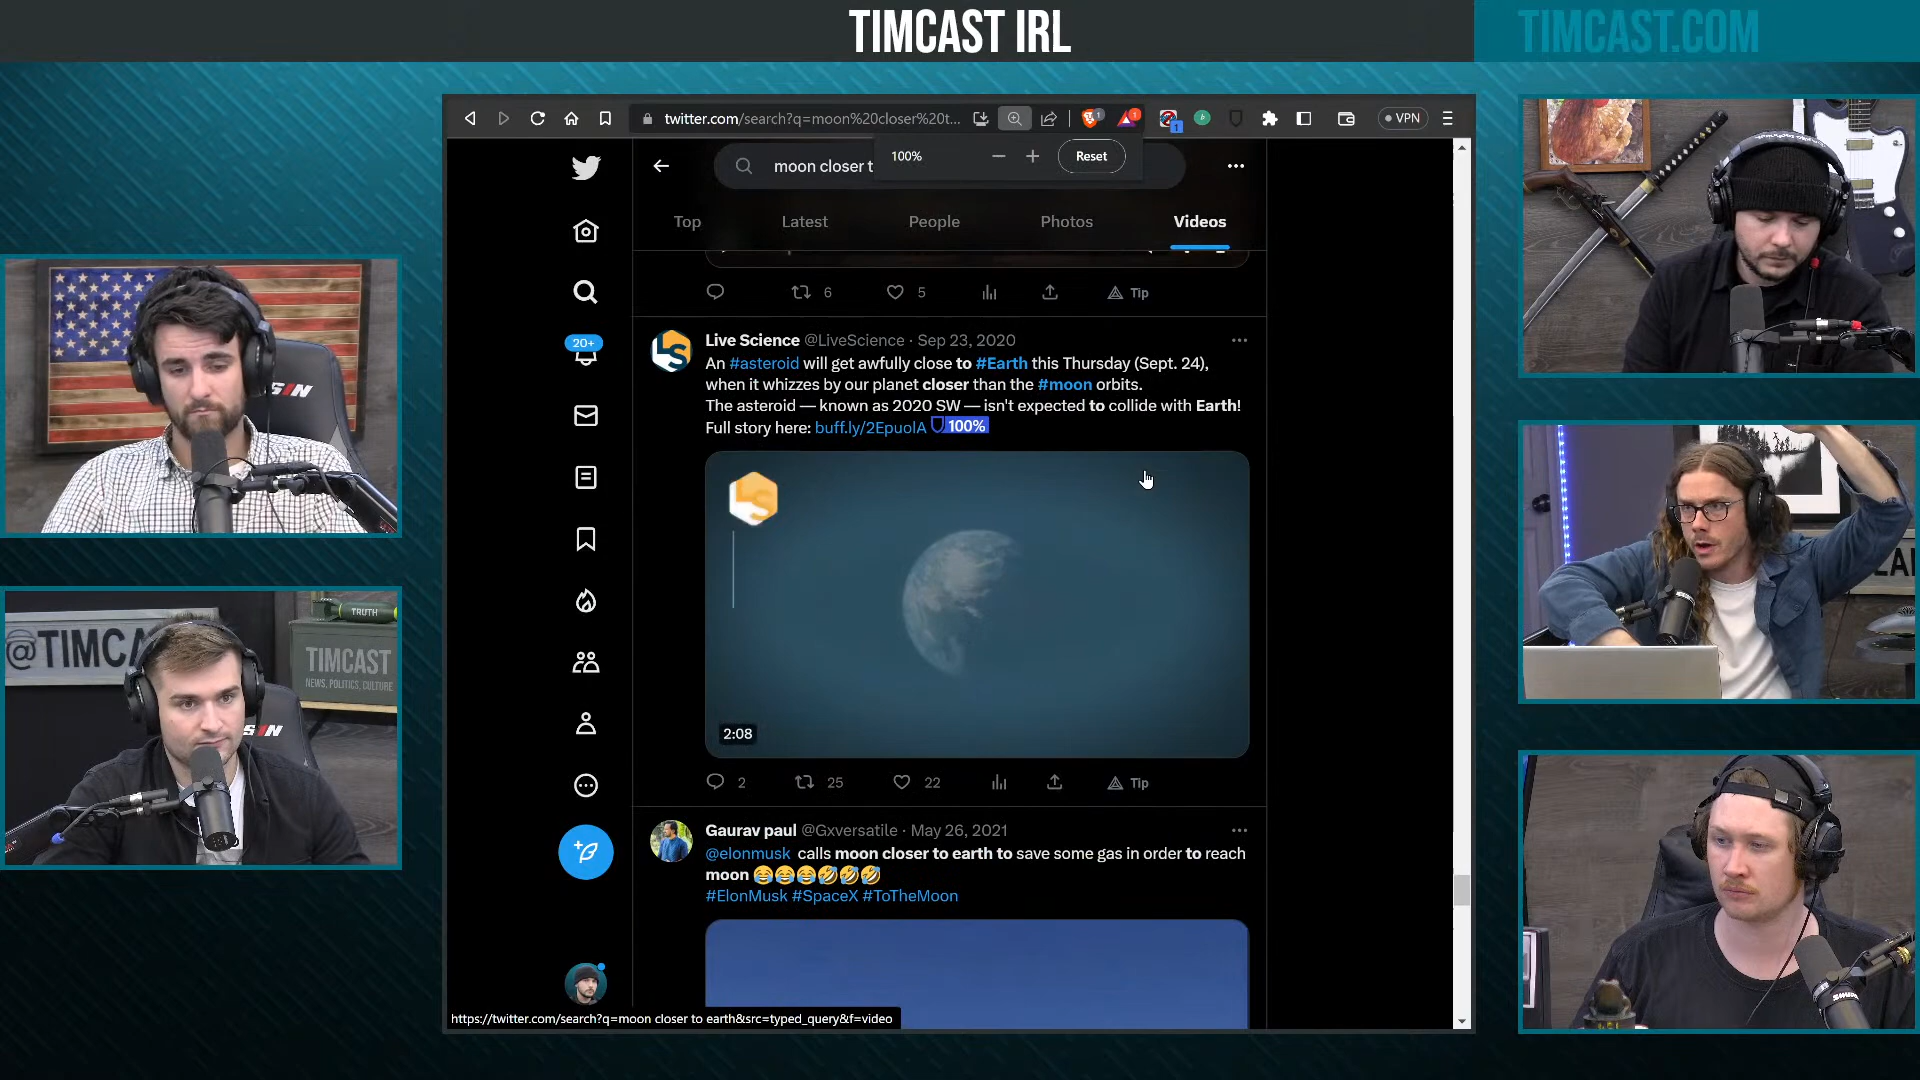 TIMCAST IRL
TIMCAST.COM
twitter.com/search?q=moon%20closer%20t...
1
1
1
VPN
100%
Reset
moon closer t
Top
Latest
People
Photos
Videos
6
5
Tip
20+
Live Science @LiveScience · Sep 23, 2020
An #asteroid will get awfully close to #Earth this Thursday (Sept. 24),
when it whizzes by our planet closer than the #moon orbits.
The asteroid — known as 2020 SW — isn't expected to collide with Earth!
Full story here: buff.ly/2EpuolA 100%
LS
LS
2:08
2
25
22
Tip
Gaurav paul @Gxversatile · May 26, 2021
@elonmusk calls moon closer to earth to save some gas in order to reach
moon 😂😂😂🤣🤣🤣
#ElonMusk #SpaceX #ToTheMoon
https://twitter.com/search?q=moon closer to earth&src=typed_query&f=video
@TIMCA
TRUTH
TIMCAST
NEWS, POLITICS, CULTURE